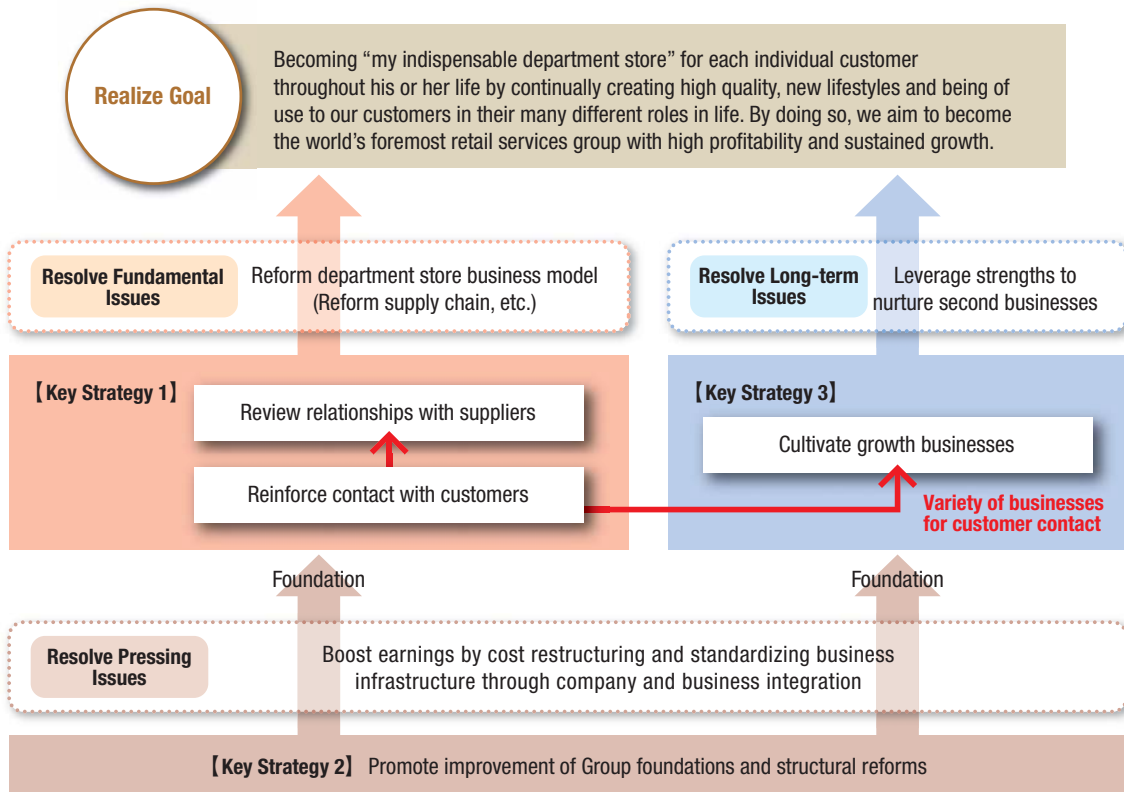 Realize Goal
Becoming “my indispensable department store” for each individual customer
throughout his or her life by continually creating high quality, new lifestyles and being of
use to our customers in their many different roles in life. By doing so, we aim to become
the world’s foremost retail services group with high profitability and sustained growth.
Resolve Fundamental
Issues
Reform department store business model
(Reform supply chain, etc.)
Resolve Long-term
Issues
Leverage strengths to
nurture second businesses
【Key Strategy 1】
Review relationships with suppliers
Reinforce contact with customers
【Key Strategy 3】
Cultivate growth businesses
Variety of businesses
for customer contact
Foundation
Foundation
Resolve Pressing
Issues
Boost earnings by cost restructuring and standardizing business
infrastructure through company and business integration
【Key Strategy 2】 Promote improvement of Group foundations and structural reforms